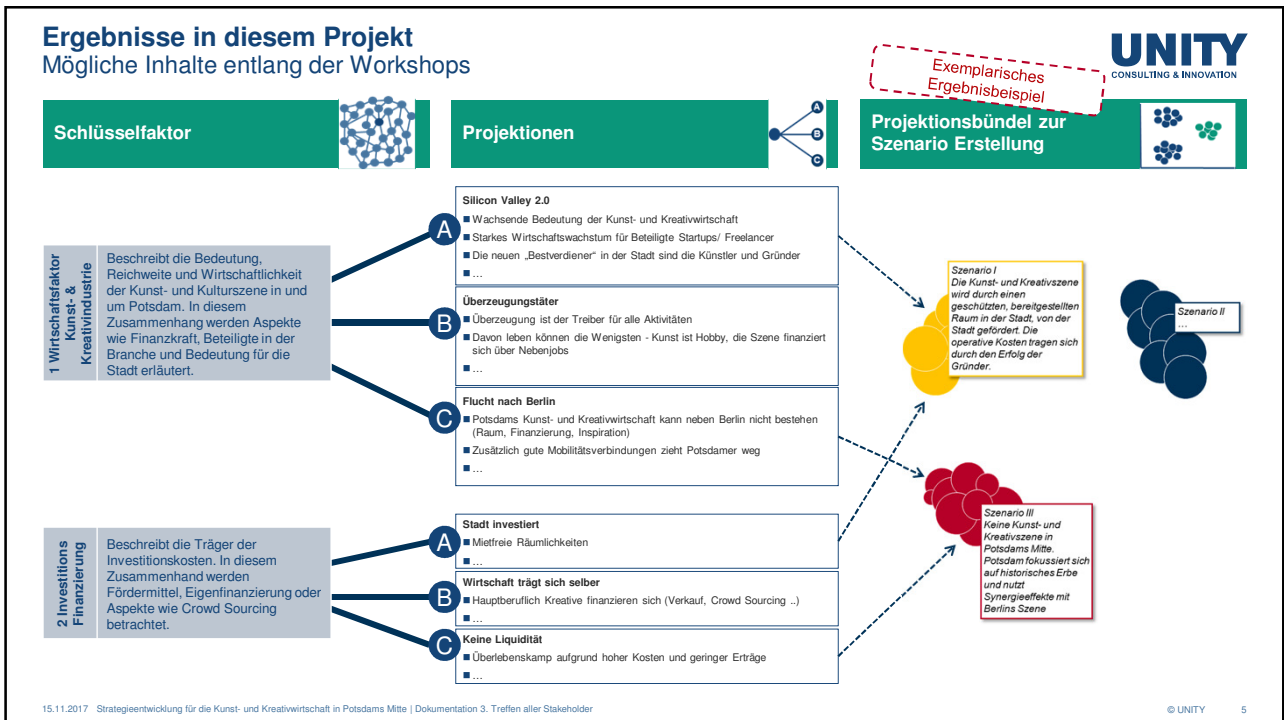 Ergebnisse in diesem Projekt
Mögliche Inhalte entlang der Workshops
Exemplarisches
Ergebnisbeispiel
UNITY
CONSULTING & INNOVATION
Schlüsselfaktor
Projektionen
A
B
C
Projektionsbündel zur
Szenario Erstellung
1 Wirtschaftsfaktor
Kunst- &
Kreativindustrie
Beschreibt die Bedeutung,
Reichweite und Wirtschaftlichkeit
der Kunst- und Kulturszene in und
um Potsdam. In diesem
Zusammenhang werden Aspekte
wie Finanzkraft, Beteiligte in der
Branche und Bedeutung für die
Stadt erläutert.
A
Silicon Valley 2.0
■ Wachsende Bedeutung der Kunst- und Kreativwirtschaft
■ Starkes Wirtschaftswachstum für Beteiligte Startups/ Freelancer
■ Die neuen „Bestverdiener" in der Stadt sind die Künstler und Gründer
■ ...
B
Überzeugungstäter
■ Überzeugung ist der Treiber für alle Aktivitäten
■ Davon leben können die Wenigsten - Kunst ist Hobby, die Szene finanziert
sich über Nebenjobs
■ ...
C
Flucht nach Berlin
■ Potsdams Kunst- und Kreativwirtschaft kann neben Berlin nicht bestehen
(Raum, Finanzierung, Inspiration)
■ Zusätzlich gute Mobilitätsverbindungen zieht Potsdamer weg
■ ...
Szenario I
Die Kunst- und Kreativszene
wird durch einen
geschützten, bereitgestellten
Raum in der Stadt, von der
Stadt gefördert. Die
operative Kosten tragen sich
durch den Erfolg der
Gründer.
Szenario II
...
2 Investitions
Finanzierung
Beschreibt die Träger der
Investitionskosten. In diesem
Zusammenhand werden
Fördermittel, Eigenfinanzierung oder
Aspekte wie Crowd Sourcing
betrachtet.
A
Stadt investiert
■ Mietfreie Räumlichkeiten
■ ...
B
Wirtschaft trägt sich selber
■ Hauptberuflich Kreative finanzieren sich (Verkauf, Crowd Sourcing ..)
■ ...
C
Keine Liquidität
■ Überlebenskamp aufgrund hoher Kosten und geringer Erträge
■ ...
Szenario III
Keine Kunst- und
Kreativszene in
Potsdams Mitte.
Potsdam fokussiert sich
auf historisches Erbe
und nutzt
Synergieeffekte mit
Berlins Szene
15.11.2017 Strategieentwicklung für die Kunst- und Kreativwirtschaft in Potsdams Mitte | Dokumentation 3. Treffen aller Stakeholder
© UNITY 5